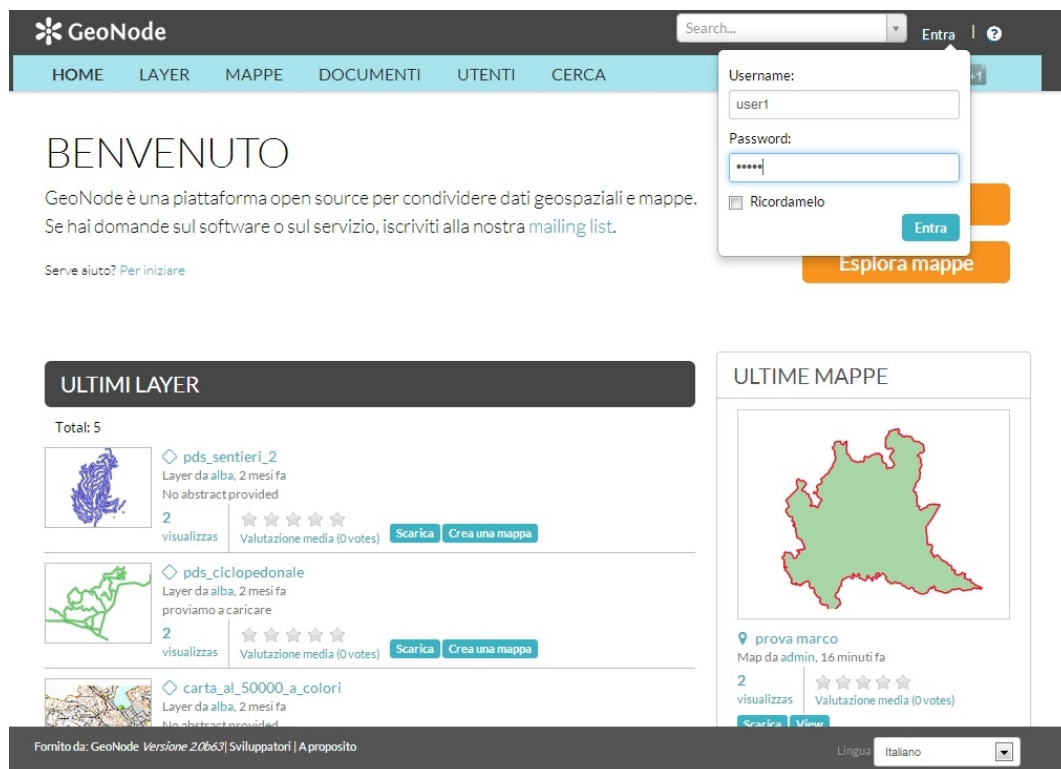 GeoNode
Search...
Entra | ?
HOME LAYER MAPPE DOCUMENTI UTENTI CERCA
Username:
user1
Password:
•••••
Ricordamelo
Entra
BENVENUTO
GeoNode è una piattaforma open source per condividere dati geospaziali e mappe.
Se hai domande sul software o sul servizio, iscriviti alla nostra mailing list.
Serve aiuto? Per iniziare
Esplora mappe
ULTIMI LAYER
Total: 5
pds_sentieri_2
Layer da alba, 2 mesi fa
No abstract provided
2
visualizzas
Valutazione media (0 votes)
Scarica
Crea una mappa
pds_ciclopedonale
Layer da alba, 2 mesi fa
proviamo a caricare
2
visualizzas
Valutazione media (0 votes)
Scarica
Crea una mappa
carta_al_50000_a_colori
Layer da alba, 2 mesi fa
No abstract provided
ULTIME MAPPE
prova marco
Map da admin, 16 minuti fa
2
visualizzas
Valutazione media (0 votes)
Scarica
View
Fornito da: GeoNode Versione 2.0b63| Sviluppatori | A proposito
Lingua Italiano